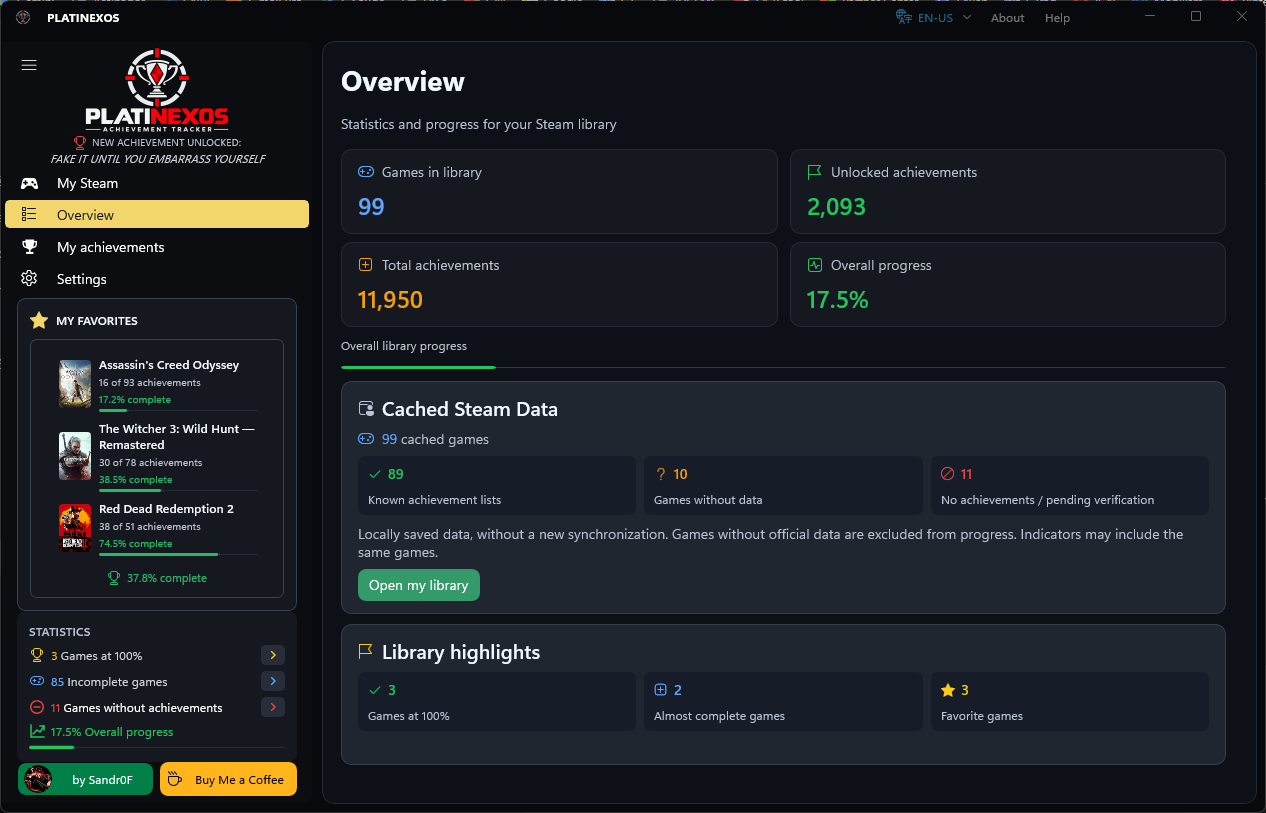 PLATINEXOS
EN-US
About
Help
PLATINEXOS
ACHIEVEMENT TRACKER
NEW ACHIEVEMENT UNLOCKED:
FAKE IT UNTIL YOU EMBARRASS YOURSELF
My Steam
Overview
My achievements
Settings
MY FAVORITES
Assassin's Creed Odyssey
16 of 93 achievements
17.2% complete
The Witcher 3: Wild Hunt —
Remastered
30 of 78 achievements
38.5% complete
Red Dead Redemption 2
38 of 51 achievements
74.5% complete
37.8% complete
STATISTICS
3 Games at 100%
85 Incomplete games
11 Games without achievements
17.5% Overall progress
by Sandr0F
Buy Me a Coffee
Overview
Statistics and progress for your Steam library
Games in library
99
Unlocked achievements
2,093
Total achievements
11,950
Overall progress
17.5%
Overall library progress
Cached Steam Data
99 cached games
89
Known achievement lists
? 10
Games without data
11
No achievements / pending verification
Locally saved data, without a new synchronization. Games without official data are excluded from progress. Indicators may include the
same games.
Open my library
Library highlights
3
Games at 100%
2
Almost complete games
3
Favorite games